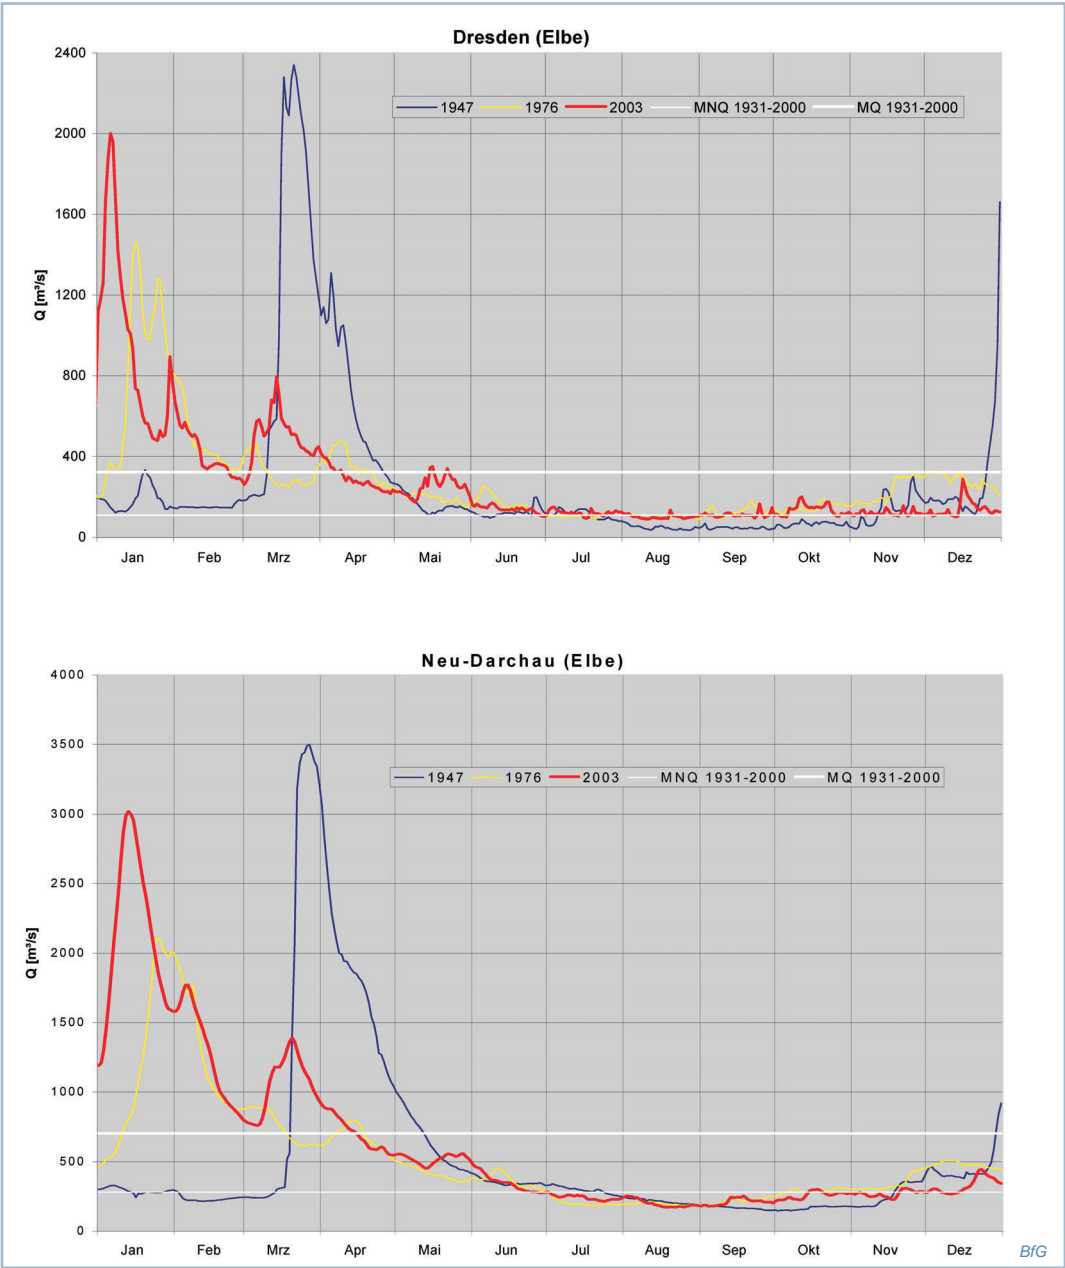 Dresden (Elbe)
2400
2000
1600
1200
800
400
0
Q [m³/s]
1947 1976 2003 MNQ 1931-2000 MQ 1931-2000
Jan Feb Mrz Apr Mai Jun Jul Aug Sep Okt Nov Dez
Neu-Darchau (Elbe)
4000
3500
3000
2500
2000
1500
1000
500
0
Q [m³/s]
1947 1976 2003 MNQ 1931-2000 MQ 1931-2000
Jan Feb Mrz Apr Mai Jun Jul Aug Sep Okt Nov Dez
BfG